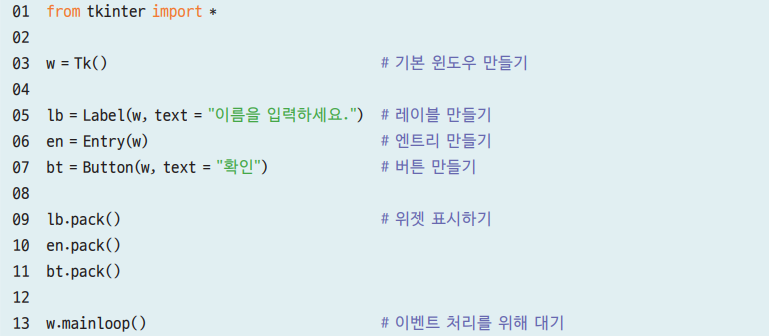 01 from tkinter import *
02
03 w = Tk() # 기본 윈도우 만들기
04
05 lb = Label(w, text = "이름을 입력하세요.") # 레이블 만들기
06 en = Entry(w) # 엔트리 만들기
07 bt = Button(w, text = "확인") # 버튼 만들기
08
09 lb.pack() # 위젯 표시하기
10 en.pack()
11 bt.pack()
12
13 w.mainloop() # 이벤트 처리를 위해 대기